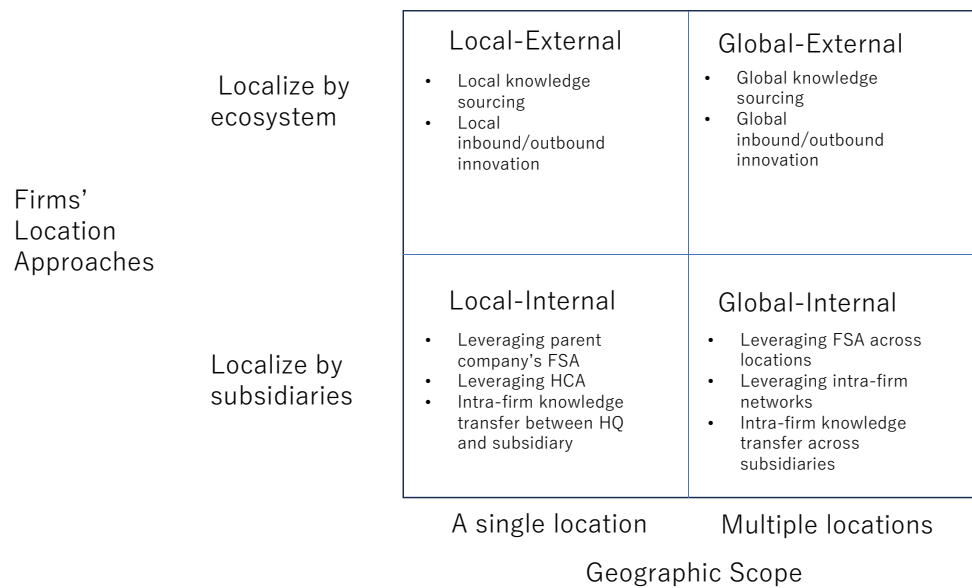 Local-External
• Local knowledge
sourcing
• Local
inbound/outbound
innovation
Global-External
• Global knowledge
sourcing
• Global
inbound/outbound
innovation
Localize by
ecosystem
Firms’
Location
Approaches
Local-Internal
• Leveraging parent
company’s FSA
• Leveraging HCA
• Intra-firm knowledge
transfer between HQ
and subsidiary
Global-Internal
• Leveraging FSA across
locations
• Leveraging intra-firm
networks
• Intra-firm knowledge
transfer across
subsidiaries
Localize by
subsidiaries
A single location
Multiple locations
Geographic Scope